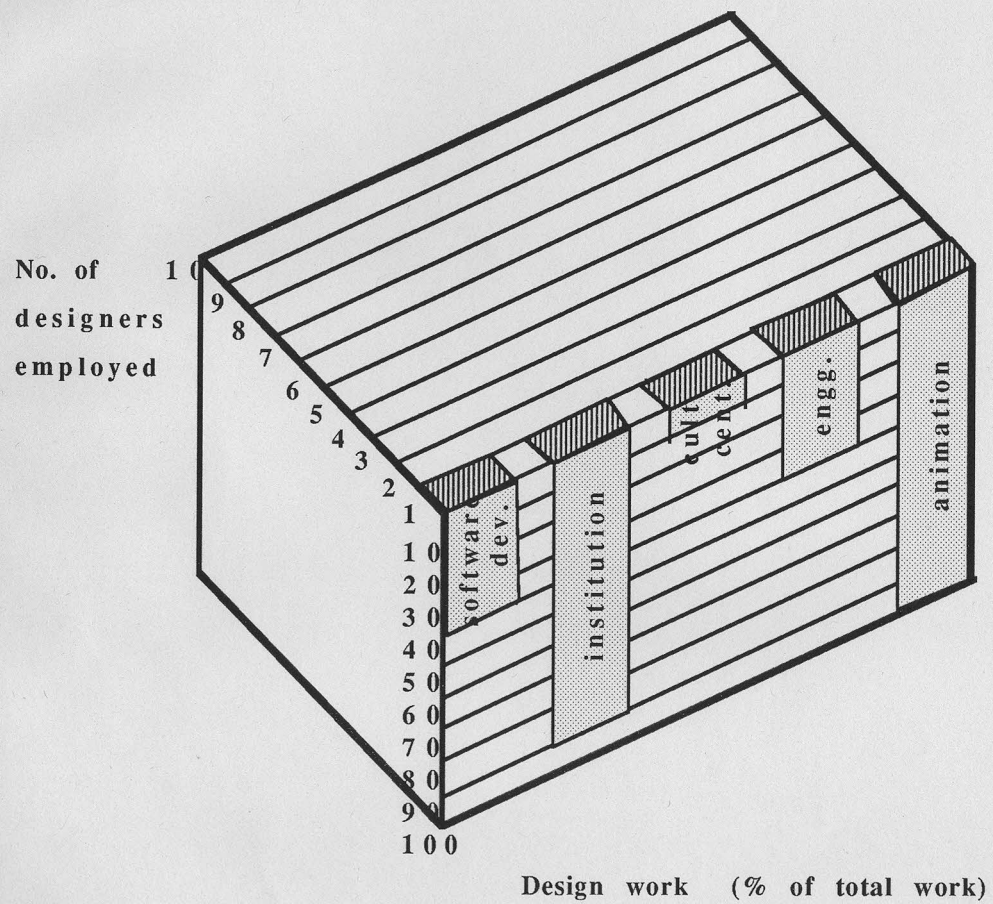 No. of
designers
employed
10
9
8
7
6
5
4
3
2
1
10
20
30
40
50
60
70
80
90
100
software
dev.
institution
cult
cent.
engg.
animation
Design work (% of total work)